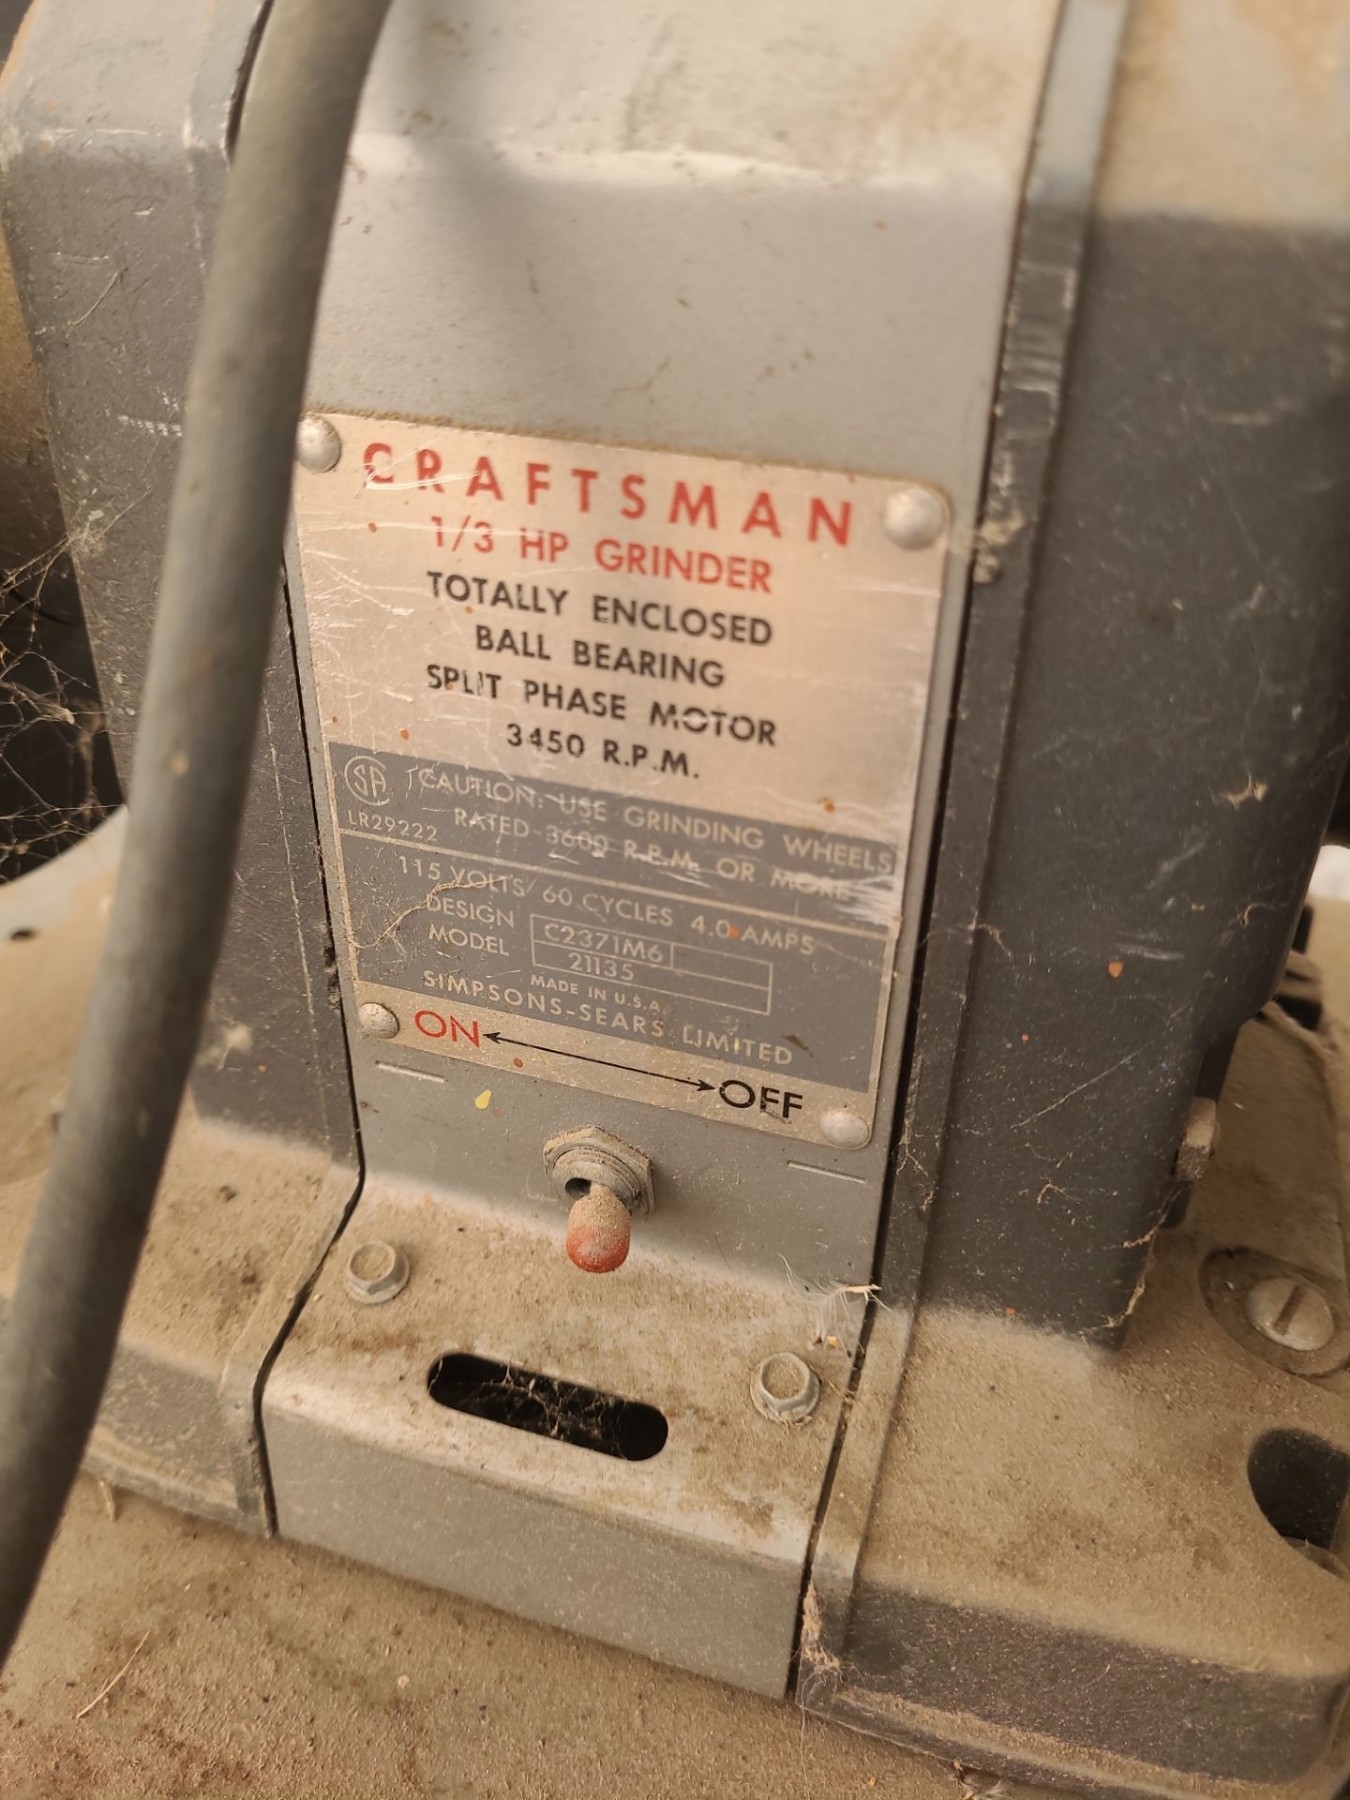 CRAFTSMAN
1/3 HP GRINDER
TOTALLY ENCLOSED
BALL BEARING
SPLIT PHASE MOTOR
3450 R.P.M.
SA CAUTION: USE GRINDING WHEELS
LR29222 RATED 3600 R.P.M. OR MORE
115 VOLTS 60 CYCLES 4.0 AMPS
DESIGN C2371M6
MODEL 21135
MADE IN U.S.A.
SIMPSONS-SEARS LIMITED
ON OFF